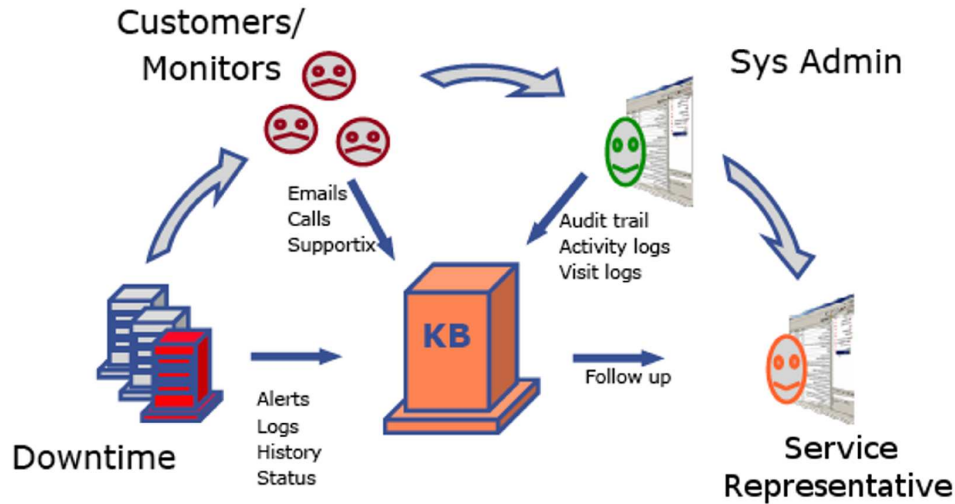 Customers/
Monitors
Sys Admin
Emails
Calls
Supportix
Audit trail
Activity logs
Visit logs
KB
Follow up
Alerts
Logs
History
Status
Downtime
Service
Representative